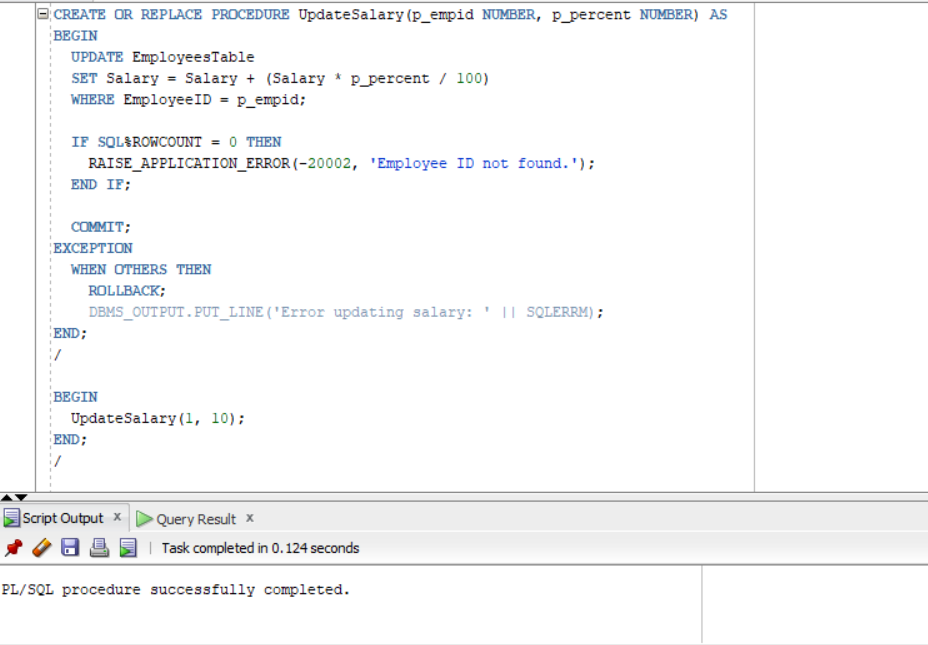 CREATE OR REPLACE PROCEDURE UpdateSalary(p_empid NUMBER, p_percent NUMBER) AS
BEGIN
  UPDATE EmployeesTable
  SET Salary = Salary + (Salary * p_percent / 100)
  WHERE EmployeeID = p_empid;

  IF SQL%ROWCOUNT = 0 THEN
    RAISE_APPLICATION_ERROR(-20002, 'Employee ID not found.');
  END IF;

  COMMIT;
EXCEPTION
  WHEN OTHERS THEN
    ROLLBACK;
    DBMS_OUTPUT.PUT_LINE('Error updating salary: ' || SQLERRM);
END;
/

BEGIN
  UpdateSalary(1, 10);
END;
/
Script Output x Query Result x
Task completed in 0.124 seconds
PL/SQL procedure successfully completed.